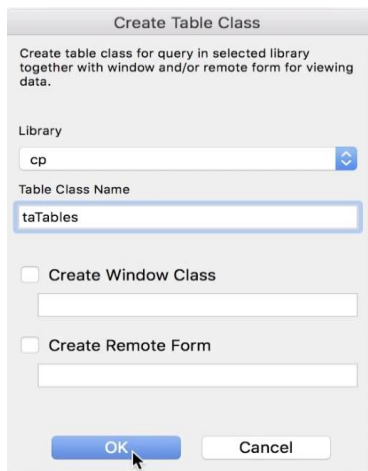 Create Table Class
Create table class for query in selected library
together with window and/or remote form for viewing
data.
Library
cp
Table Class Name
taTables
Create Window Class
Create Remote Form
OK
Cancel